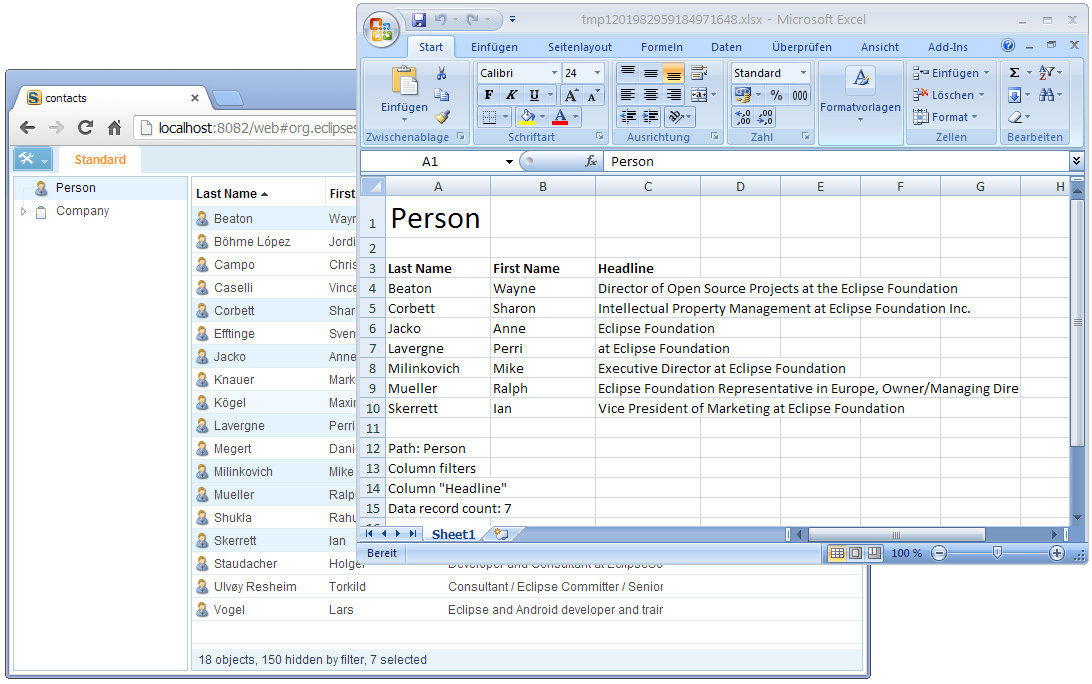 tmp1201982959184971648.xlsx - Microsoft Excel
Start Einfügen Seitenlayout Formeln Daten Überprüfen Ansicht Add-Ins
Einfügen
Zwischenablage
Calibri 24
F K U A A
A
Schriftart
Ausrichtung
Standard
% 000
Zahl
A
Formatvorlagen
Einfügen
Löschen
Format
Zellen
Σ
Bearbeiten
A1 fx Person
A B C D E F G H
1 Person
2
3 Last Name First Name Headline
4 Beaton Wayne Director of Open Source Projects at the Eclipse Foundation
5 Corbett Sharon Intellectual Property Management at Eclipse Foundation Inc.
6 Jacko Anne Eclipse Foundation
7 Lavergne Perri at Eclipse Foundation
8 Milinkovich Mike Executive Director at Eclipse Foundation
9 Mueller Ralph Eclipse Foundation Representative in Europe, Owner/Managing Dire
10 Skerrett Ian Vice President of Marketing at Eclipse Foundation
11
12 Path: Person
13 Column filters
14 Column "Headline"
15 Data record count: 7
Sheet1
Bereit 100 %
contacts
localhost:8082/web#org.eclipses
Standard
Person
Company
Last Name First
Beaton Wayn
Böhme López Jordi
Campo Chris
Caselli Vince
Corbett Shar
Efftinge Sven
Jacko Anne
Knauer Mark
Kögel Maxin
Lavergne Perri
Megert Dani
Milinkovich Mike
Mueller Ralp
Shukla Rahu
Skerrett Ian
Staudacher Holger Developer and Consultant at EclipseSo
Ulvøy Resheim Torkild Consultant / Eclipse Committer / Senior
Vogel Lars Eclipse and Android developer and train
18 objects, 150 hidden by filter, 7 selected